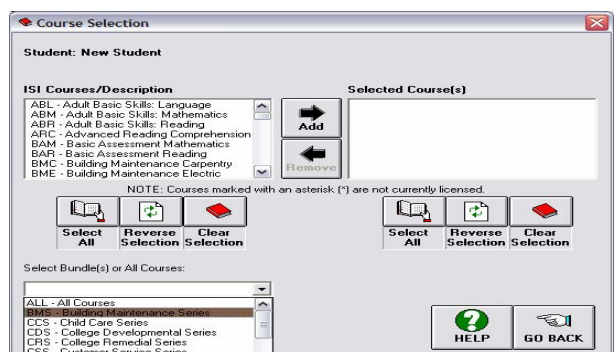 Course Selection
Student: New Student
ISI Courses/Description
Selected Course(s)
ABL - Adult Basic Skills: Language
ABM - Adult Basic Skills: Mathematics
ABR - Adult Basic Skills: Reading
ARC - Advanced Reading Comprehension
BAM - Basic Assessment Mathematics
BAR - Basic Assessment Reading
BMC - Building Maintenance Carpentry
BME - Building Maintenance Electric
Add
Remove
NOTE: Courses marked with an asterisk (*) are not currently licensed.
Select All
Reverse Selection
Clear Selection
Select All
Reverse Selection
Clear Selection
Select Bundle(s) or All Courses:
ALL - All Courses
BMS - Building Maintenance Series
CCS - Child Care Series
CDS - College Developmental Series
CRS - College Remedial Series
CSS - Customer Service Series
HELP
GO BACK